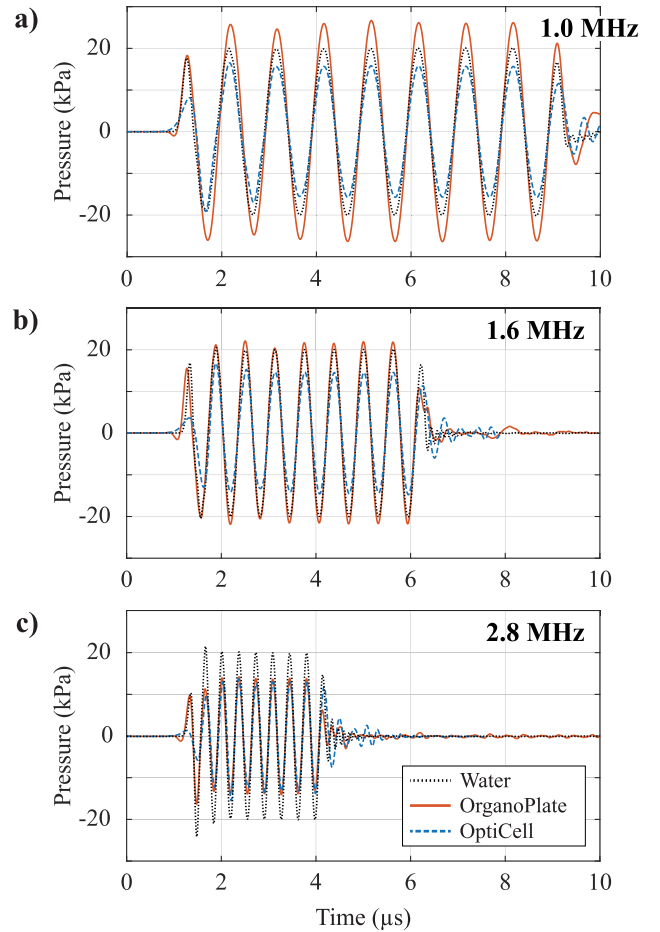 a)
1.0 MHz
Pressure (kPa)
20
0
-20
0 2 4 6 8 10
b)
1.6 MHz
Pressure (kPa)
20
0
-20
0 2 4 6 8 10
c)
2.8 MHz
Pressure (kPa)
20
0
-20
Water
OrganoPlate
OptiCell
0 2 4 6 8 10
Time (µs)